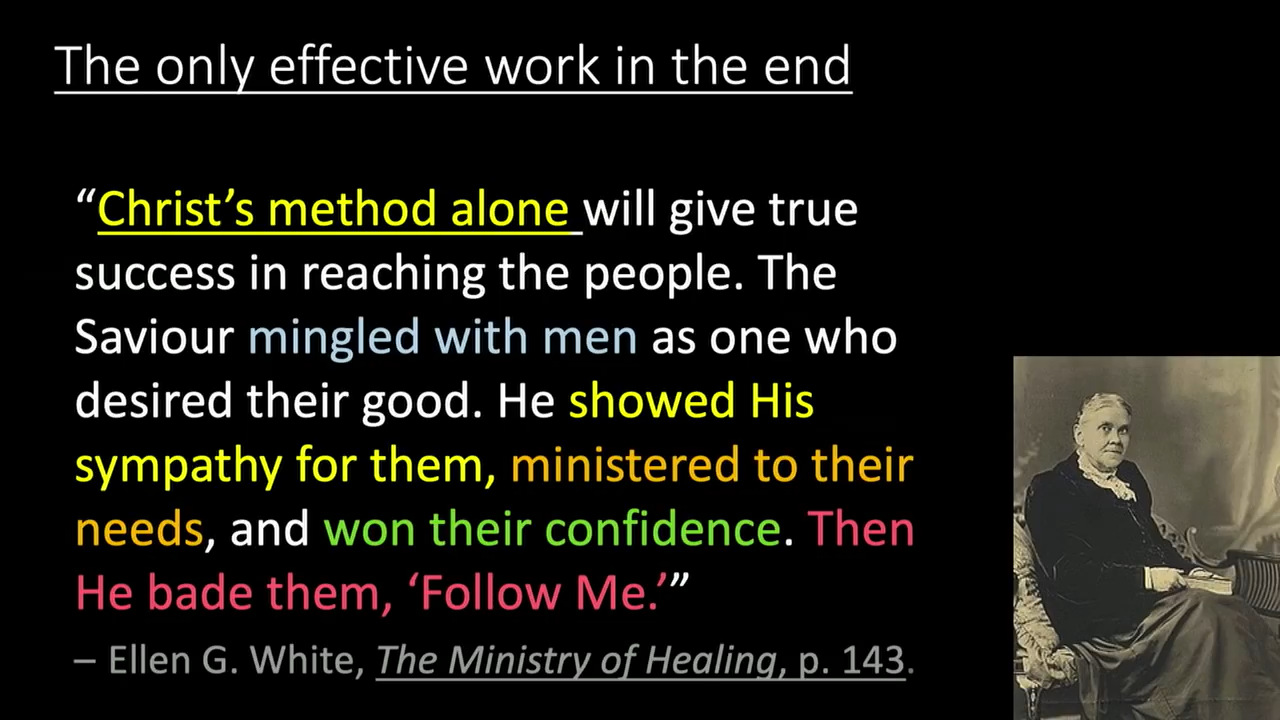 The only effective work in the end
“Christ’s method alone will give true
success in reaching the people. The
Saviour mingled with men as one who
desired their good. He showed His
sympathy for them, ministered to their
needs, and won their confidence. Then
He bade them, ‘Follow Me.’”
– Ellen G. White, The Ministry of Healing, p. 143.